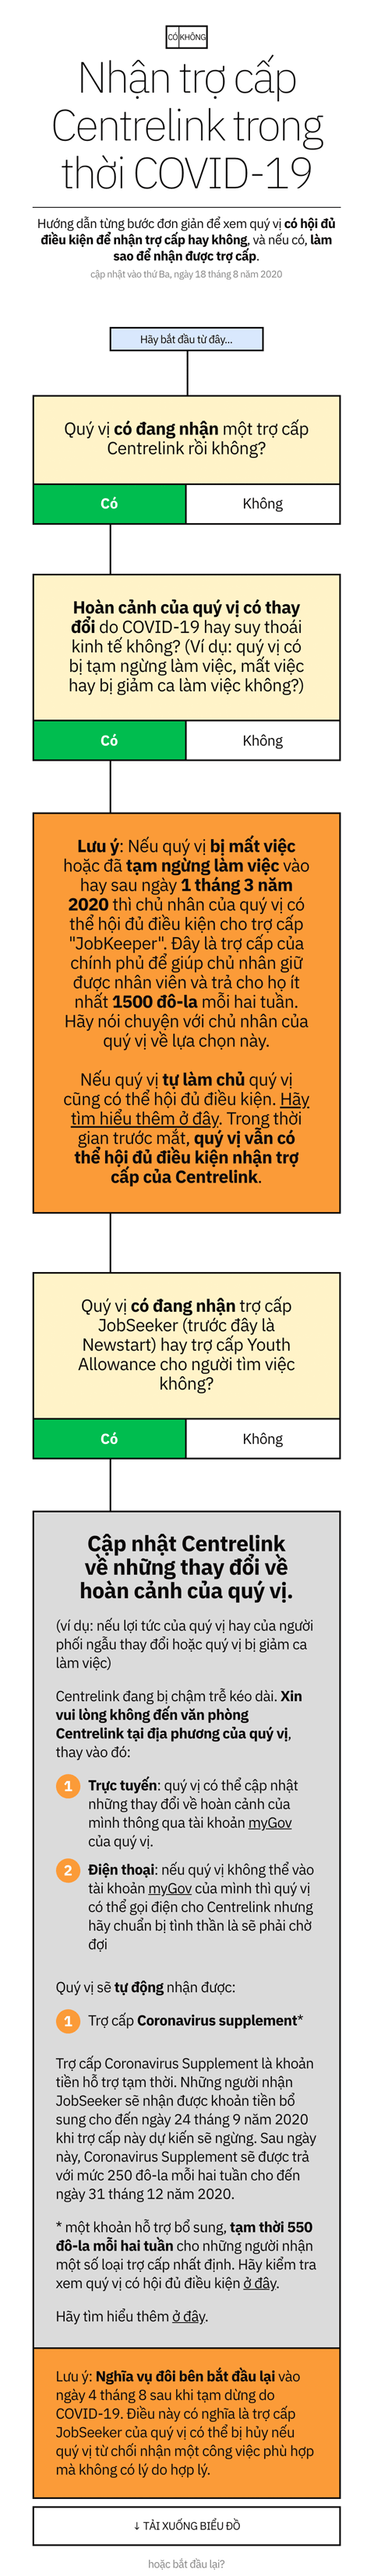 CÓ KHÔNG
Nhận trợ cấp
Centrelink trong
thời COVID-19
Hướng dẫn từng bước đơn giản để xem quý vị có hội đủ
điều kiện để nhận trợ cấp hay không, và nếu có, làm
sao để nhận được trợ cấp.
cập nhật vào thứ Ba, ngày 18 tháng 8 năm 2020
Hãy bắt đầu từ đây...
Quý vị có đang nhận một trợ cấp
Centrelink rồi không?
Có
Không
Hoàn cảnh của quý vị có thay
đổi do COVID-19 hay suy thoái
kinh tế không? (Ví dụ: quý vị có
bị tạm ngừng làm việc, mất việc
hay bị giảm ca làm việc không?)
Có
Không
Lưu ý: Nếu quý vị bị mất việc
hoặc đã tạm ngừng làm việc vào
hay sau ngày 1 tháng 3 năm
2020 thì chủ nhân của quý vị có
thể hội đủ điều kiện cho trợ cấp
"JobKeeper". Đây là trợ cấp của
chính phủ để giúp chủ nhân giữ
được nhân viên và trả cho họ ít
nhất 1500 đô-la mỗi hai tuần.
Hãy nói chuyện với chủ nhân của
quý vị về lựa chọn này.
Nếu quý vị tự làm chủ quý vị
cũng có thể hội đủ điều kiện. Hãy
tìm hiểu thêm ở đây. Trong thời
gian trước mắt, quý vị vẫn có
thể hội đủ điều kiện nhận trợ
cấp của Centrelink.
Quý vị có đang nhận trợ cấp
JobSeeker (trước đây là
Newstart) hay trợ cấp Youth
Allowance cho người tìm việc
không?
Có
Không
Cập nhật Centrelink
về những thay đổi về
hoàn cảnh của quý vị.
(ví dụ: nếu lợi tức của quý vị hay của người
phối ngẫu thay đổi hoặc quý vị bị giảm ca
làm việc)
Centrelink đang bị chậm trễ kéo dài. Xin
vui lòng không đến văn phòng
Centrelink tại địa phương của quý vị,
thay vào đó:
1 Trực tuyến: quý vị có thể cập nhật
những thay đổi về hoàn cảnh của
mình thông qua tài khoản myGov
của quý vị.
2 Điện thoại: nếu quý vị không thể vào
tài khoản myGov của mình thì quý vị
có thể gọi điện cho Centrelink nhưng
hãy chuẩn bị tình thần là sẽ phải chờ
đợi
Quý vị sẽ tự động nhận được:
1 Trợ cấp Coronavirus supplement*
Trợ cấp Coronavirus Supplement là khoản
tiền hỗ trợ tạm thời. Những người nhận
JobSeeker sẽ nhận được khoản tiền bổ
sung cho đến ngày 24 tháng 9 năm 2020
khi trợ cấp này dự kiến sẽ ngừng. Sau ngày
này, Coronavirus Supplement sẽ được trả
với mức 250 đô-la mỗi hai tuần cho đến
ngày 31 tháng 12 năm 2020.
* một khoản hỗ trợ bổ sung, tạm thời 550
đô-la mỗi hai tuần cho những người nhận
một số loại trợ cấp nhất định. Hãy kiểm tra
xem quý vị có hội đủ điều kiện ở đây.
Hãy tìm hiểu thêm ở đây.
Lưu ý: Nghĩa vụ đôi bên bắt đầu lại vào
ngày 4 tháng 8 sau khi tạm dừng do
COVID-19. Điều này có nghĩa là trợ cấp
JobSeeker của quý vị có thể bị hủy nếu
quý vị từ chối nhận một công việc phù hợp
mà không có lý do hợp lý.
↓ TẢI XUỐNG BIỂU ĐỒ
hoặc bắt đầu lại?